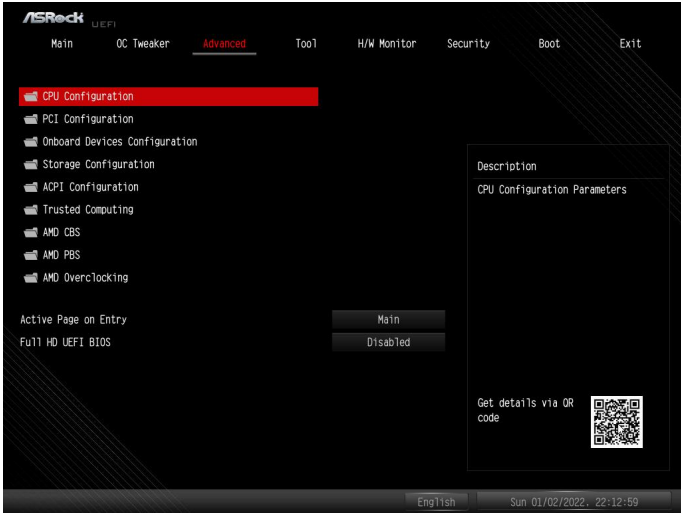 ASRock UEFI
Main OC Tweaker Advanced Tool H/W Monitor Security Boot Exit
CPU Configuration
PCI Configuration
Onboard Devices Configuration
Storage Configuration
ACPI Configuration
Trusted Computing
AMD CBS
AMD PBS
AMD Overclocking
Active Page on Entry Main
Full HD UEFI BIOS Disabled
Description
CPU Configuration Parameters
Get details via QR
code
English Sun 01/02/2022, 22:12:59